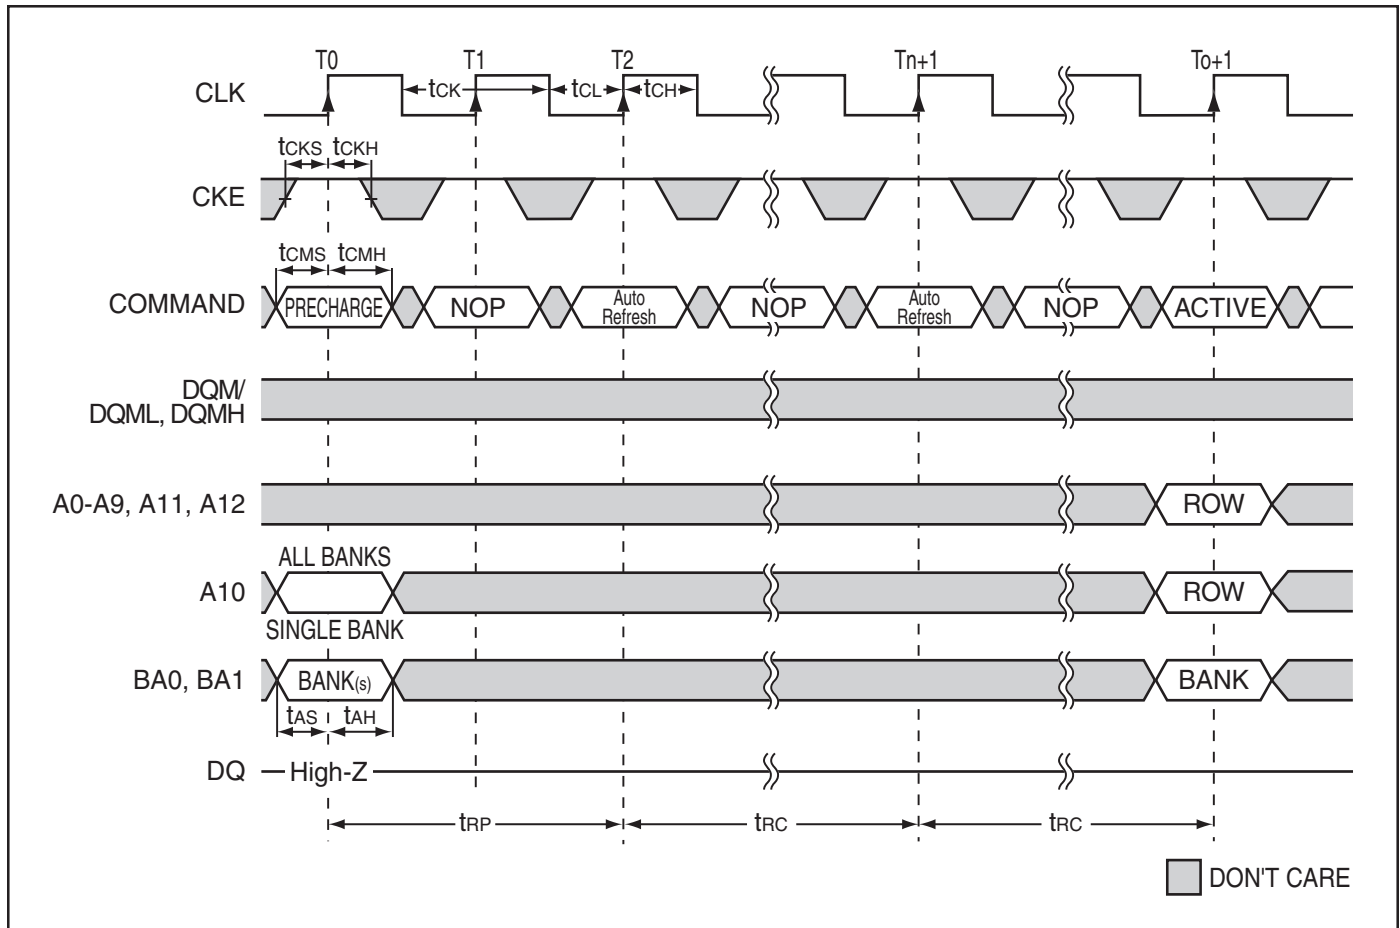 T0 T1 T2 Tn+1 To+1
CLK tCK tCL tCH
tCKS tCKH
CKE
tCMS tCMH
COMMAND PRECHARGE NOP Auto Refresh NOP Auto Refresh NOP ACTIVE
DQM/
DQML, DQMH
A0-A9, A11, A12 ROW
ALL BANKS
A10 ROW
SINGLE BANK
BA0, BA1 BANK(s) BANK
tAS tAH
DQ High-Z
tRP tRC tRC
DON'T CARE